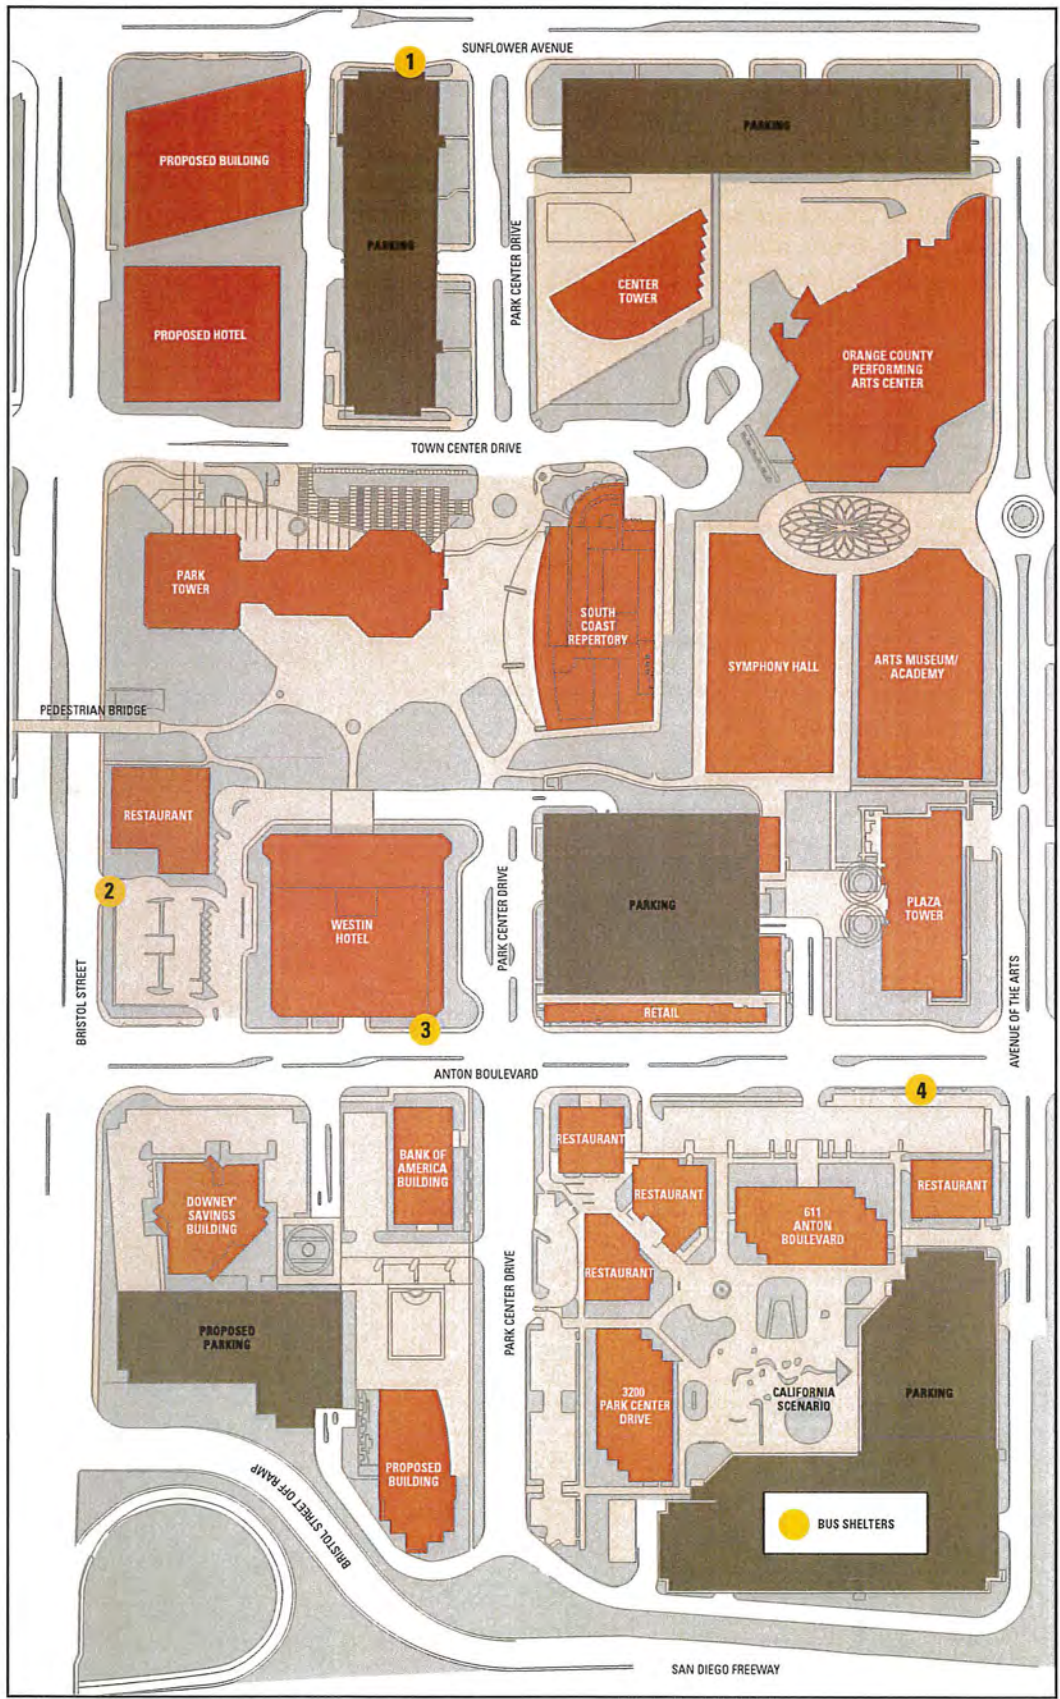 SUNFLOWER AVENUE
1
PARKING
PROPOSED BUILDING
PARKING
PARK CENTER DRIVE
CENTER
TOWER
PROPOSED HOTEL
ORANGE COUNTY
PERFORMING
ARTS CENTER
TOWN CENTER DRIVE
PARK
TOWER
SOUTH
COAST
REPERTORY
SYMPHONY HALL
ARTS MUSEUM/
ACADEMY
PEDESTRIAN BRIDGE
RESTAURANT
2
WESTIN
HOTEL
PARK CENTER DRIVE
PARKING
PLAZA
TOWER
BRISTOL STREET
AVENUE OF THE ARTS
RETAIL
3
ANTON BOULEVARD
4
BANK OF
AMERICA
BUILDING
RESTAURANT
RESTAURANT
RESTAURANT
DOWNEY'
SAVINGS
BUILDING
611
ANTON
BOULEVARD
RESTAURANT
PARK CENTER DRIVE
PROPOSED
PARKING
3200
PARK CENTER
DRIVE
CALIFORNIA
SCENARIO
PARKING
PROPOSED
BUILDING
BRISTOL STREET OFF RAMP
BUS SHELTERS
SAN DIEGO FREEWAY